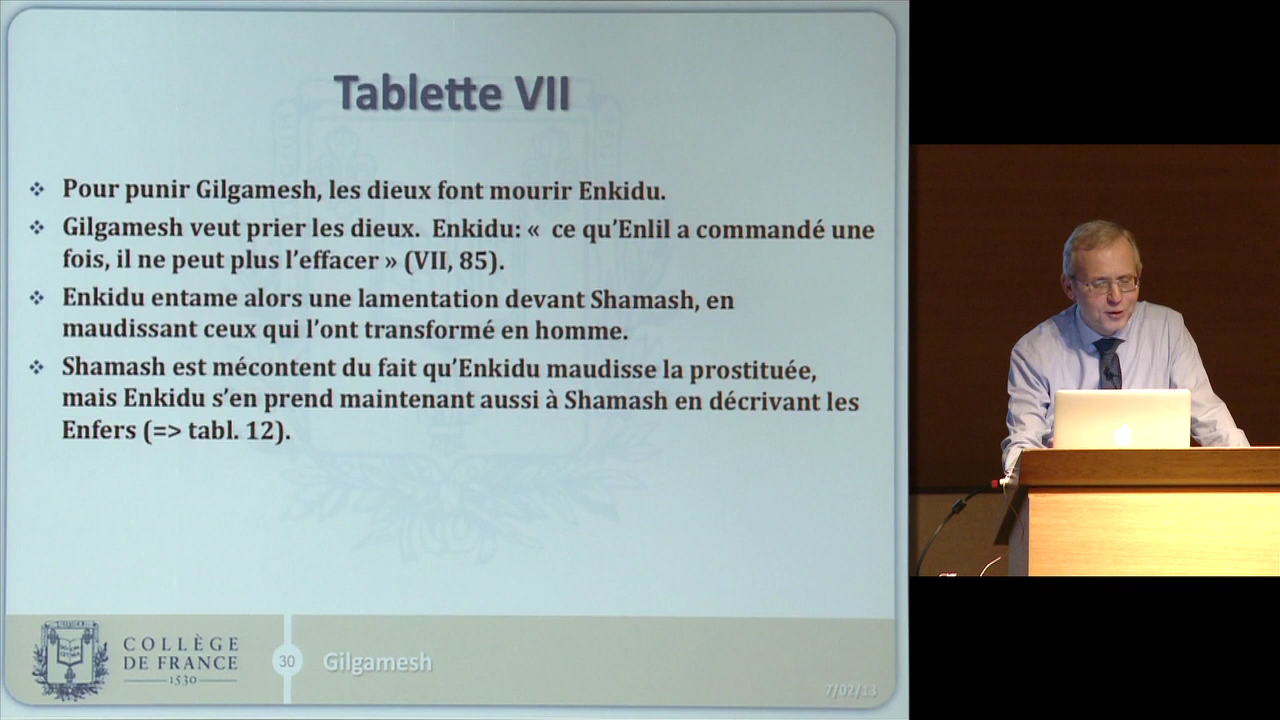 Tablette VII
Pour punir Gilgamesh, les dieux font mourir Enkidu.
Gilgamesh veut prier les dieux.  Enkidu: «  ce qu’Enlil a commandé une
fois, il ne peut plus l’effacer » (VII, 85).
Enkidu entame alors une lamentation devant Shamash, en
maudissant ceux qui l’ont transformé en homme.
Shamash est mécontent du fait qu’Enkidu maudisse la prostituée,
mais Enkidu s’en prend maintenant aussi à Shamash en décrivant les
Enfers (=> tabl. 12).
COLLÈGE
DE FRANCE
1530
30
Gilgamesh
7/02/13